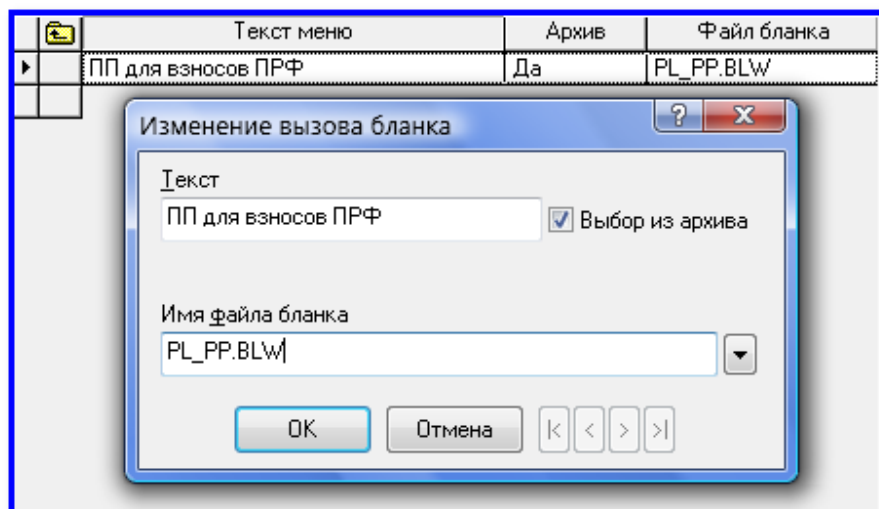 Текст меню Архив Файл бланка
ПП для взносов ПРФ Да PL_PP.BLW
Изменение вызова бланка
Текст
ПП для взносов ПРФ Выбор из архива
Имя файла бланка
PL_PP.BLW
OK Отмена